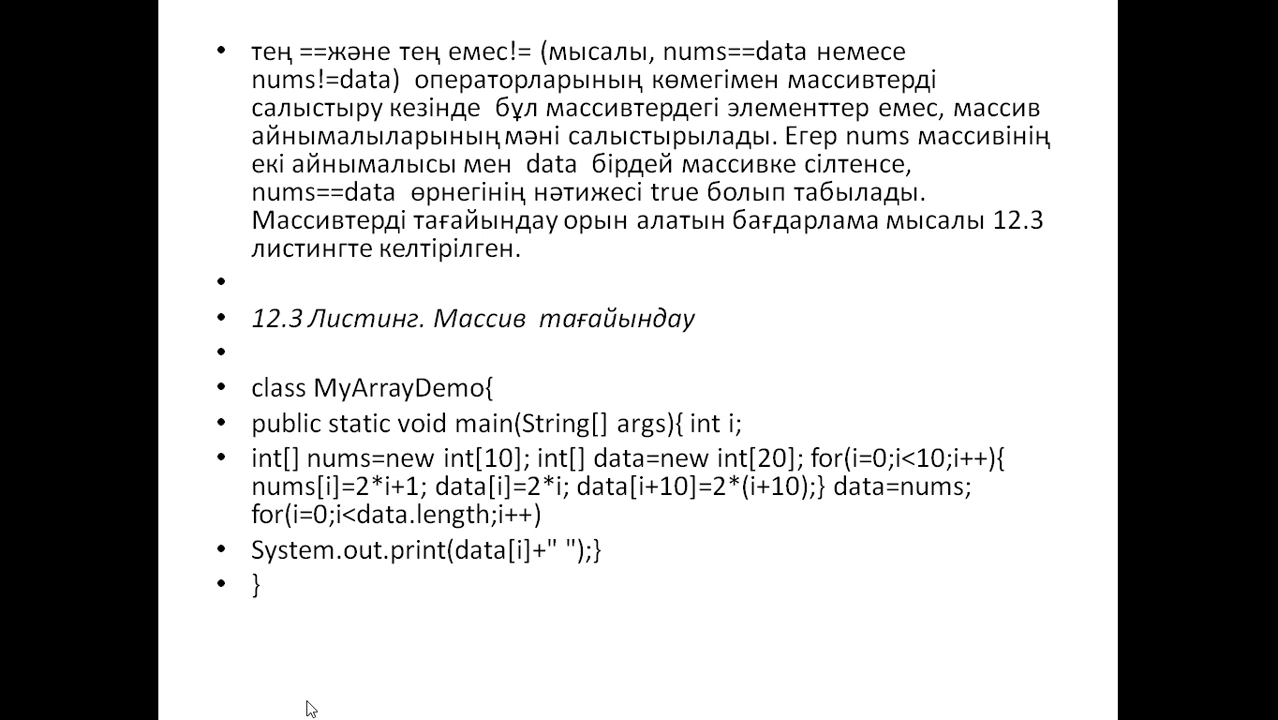 • тең ==және тең емес!= (мысалы, nums==data немесе
nums!=data)  операторларының көмегімен массивтерді
салыстыру кезінде  бұл массивтердегі элементтер емес, массив
айнымалыларының мәні салыстырылады. Егер nums массивінің
екі айнымалысы мен  data  бірдей массивке сілтенсе,
nums==data  өрнегінің нәтижесі true болып табылады.
Массивтерді тағайындау орын алатын бағдарлама мысалы 12.3
листингте келтірілген.
•
• 12.3 Листинг. Массив  тағайындау
•
• class MyArrayDemo{
• public static void main(String[] args){ int i;
• int[] nums=new int[10]; int[] data=new int[20]; for(i=0;i<10;i++){
nums[i]=2*i+1; data[i]=2*i; data[i+10]=2*(i+10);} data=nums;
for(i=0;i<data.length;i++)
• System.out.print(data[i]+" ");}
• }